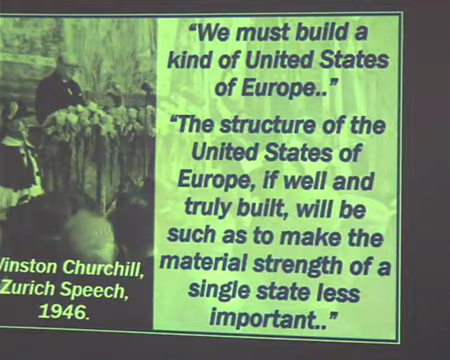 "We must build a
kind of United States
of Europe.."
"The structure of the
United States of
Europe, if well and
truly built, will be
such as to make the
material strength of a
single state less
important.."
Winston Churchill,
Zurich Speech,
1946.